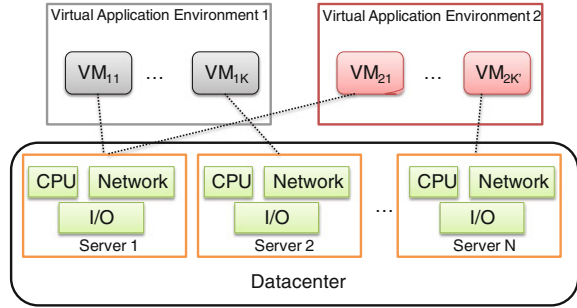 Virtual Application Environment 1
Virtual Application Environment 2
VM11 ... VM1K
VM21 ... VM2K'
CPU Network
I/O
Server 1
CPU Network
I/O
Server 2
...
CPU Network
I/O
Server N
Datacenter